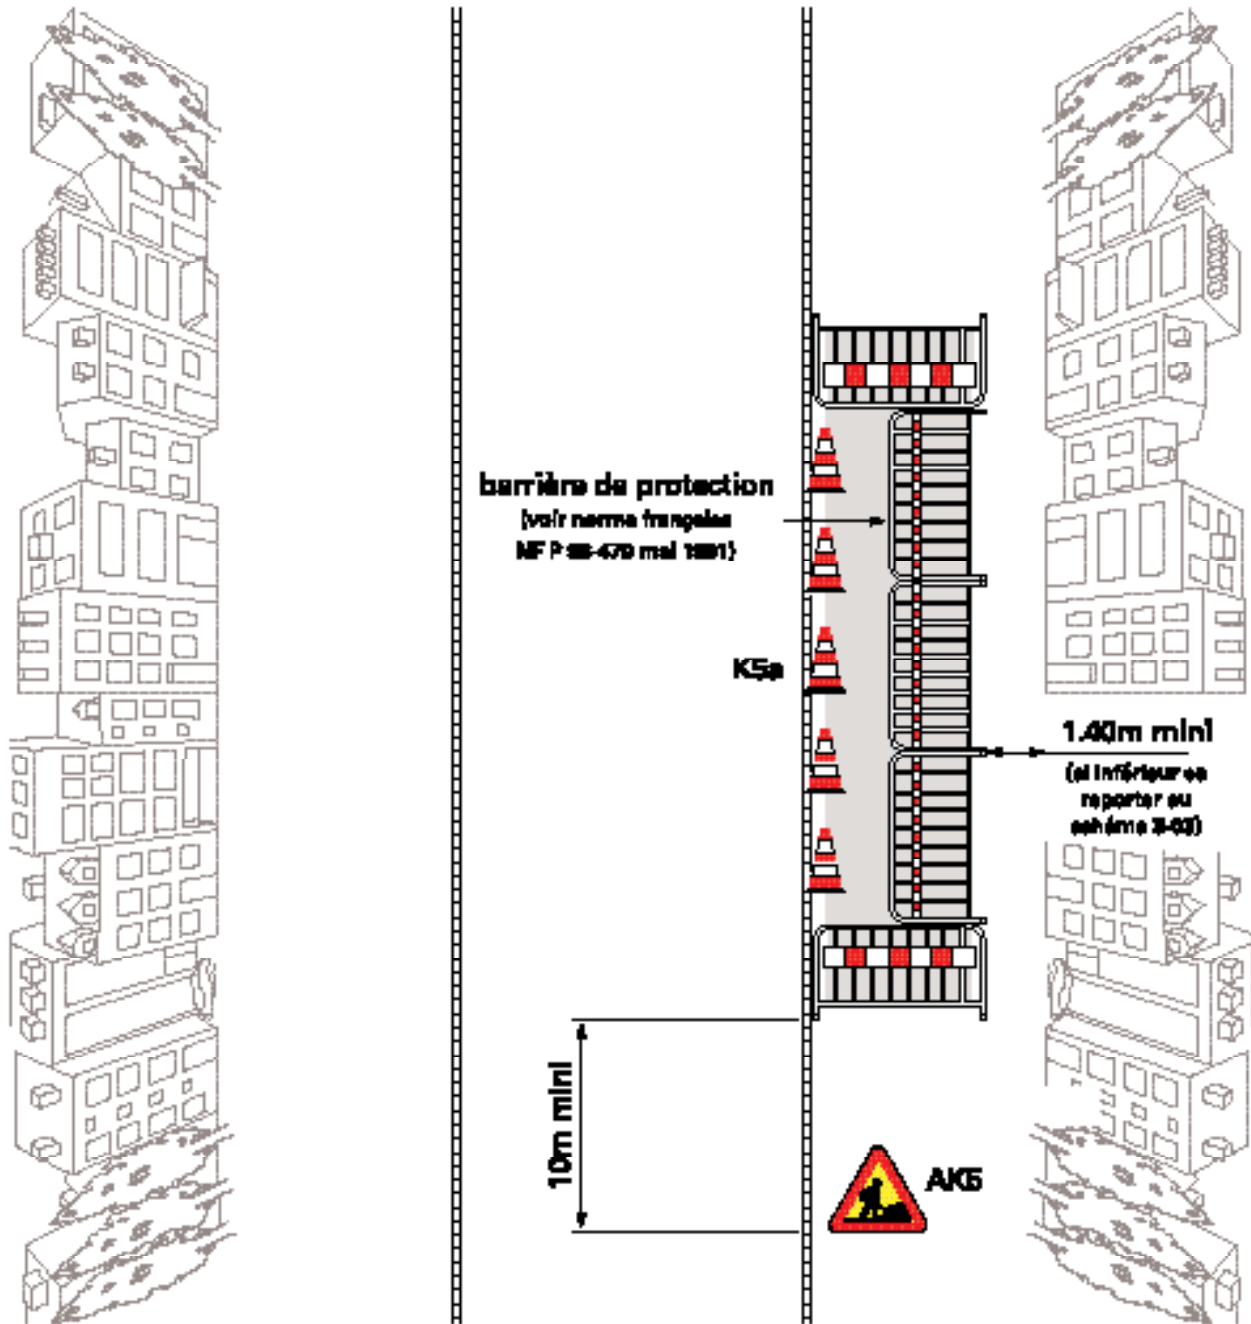 barrière de protection
(voir norme française
NF P 98-470 mai 1991)
K5a
1.40m mini
(si inférieur se
reporter au
schéma 3-03)
10m mini
AK5